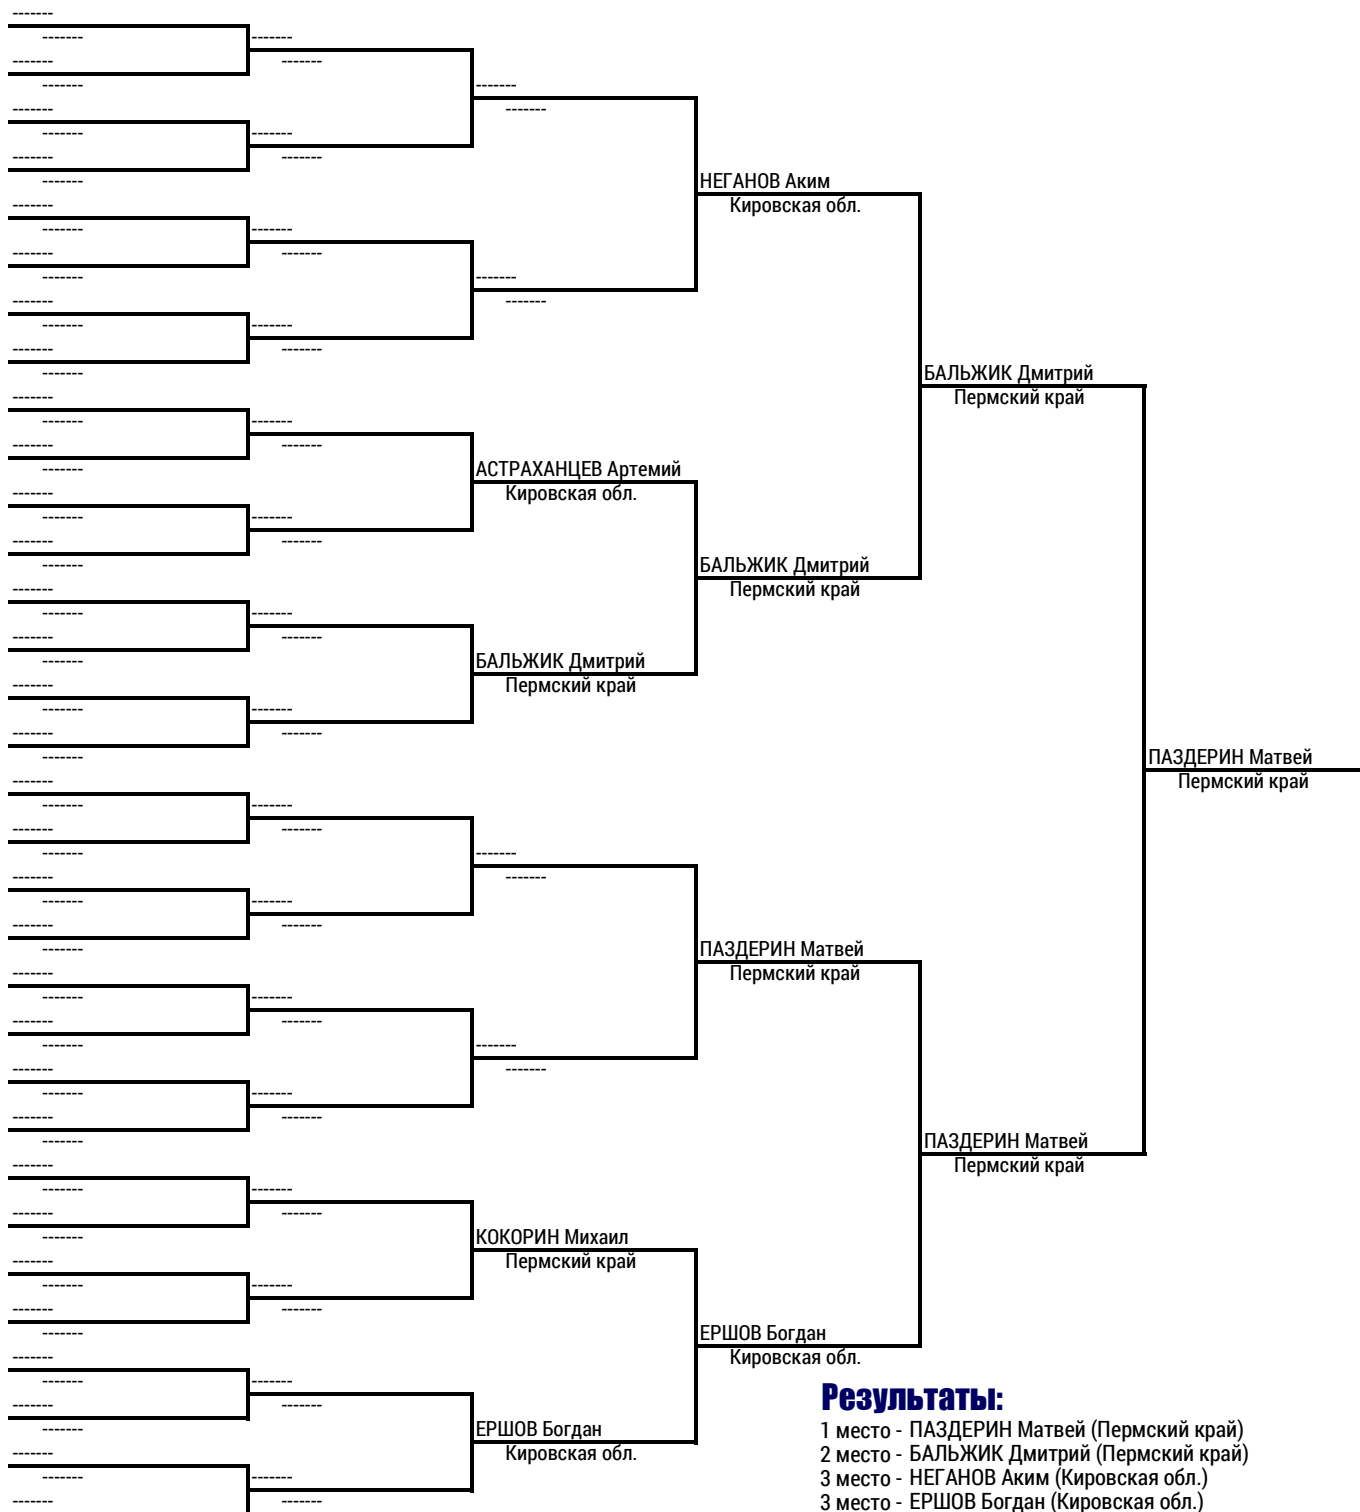 НЕГАНОВ Аким
Кировская обл.
БАЛЬЖИК Дмитрий
Пермский край
АСТРАХАНЦЕВ Артемий
Кировская обл.
БАЛЬЖИК Дмитрий
Пермский край
БАЛЬЖИК Дмитрий
Пермский край
ПАЗДЕРИН Матвей
Пермский край
ПАЗДЕРИН Матвей
Пермский край
ПАЗДЕРИН Матвей
Пермский край
КОКОРИН Михаил
Пермский край
ЕРШОВ Богдан
Кировская обл.
ЕРШОВ Богдан
Кировская обл.
Результаты:
1 место - ПАЗДЕРИН Матвей (Пермский край)
2 место - БАЛЬЖИК Дмитрий (Пермский край)
3 место - НЕГАНОВ Аким (Кировская обл.)
3 место - ЕРШОВ Богдан (Кировская обл.)